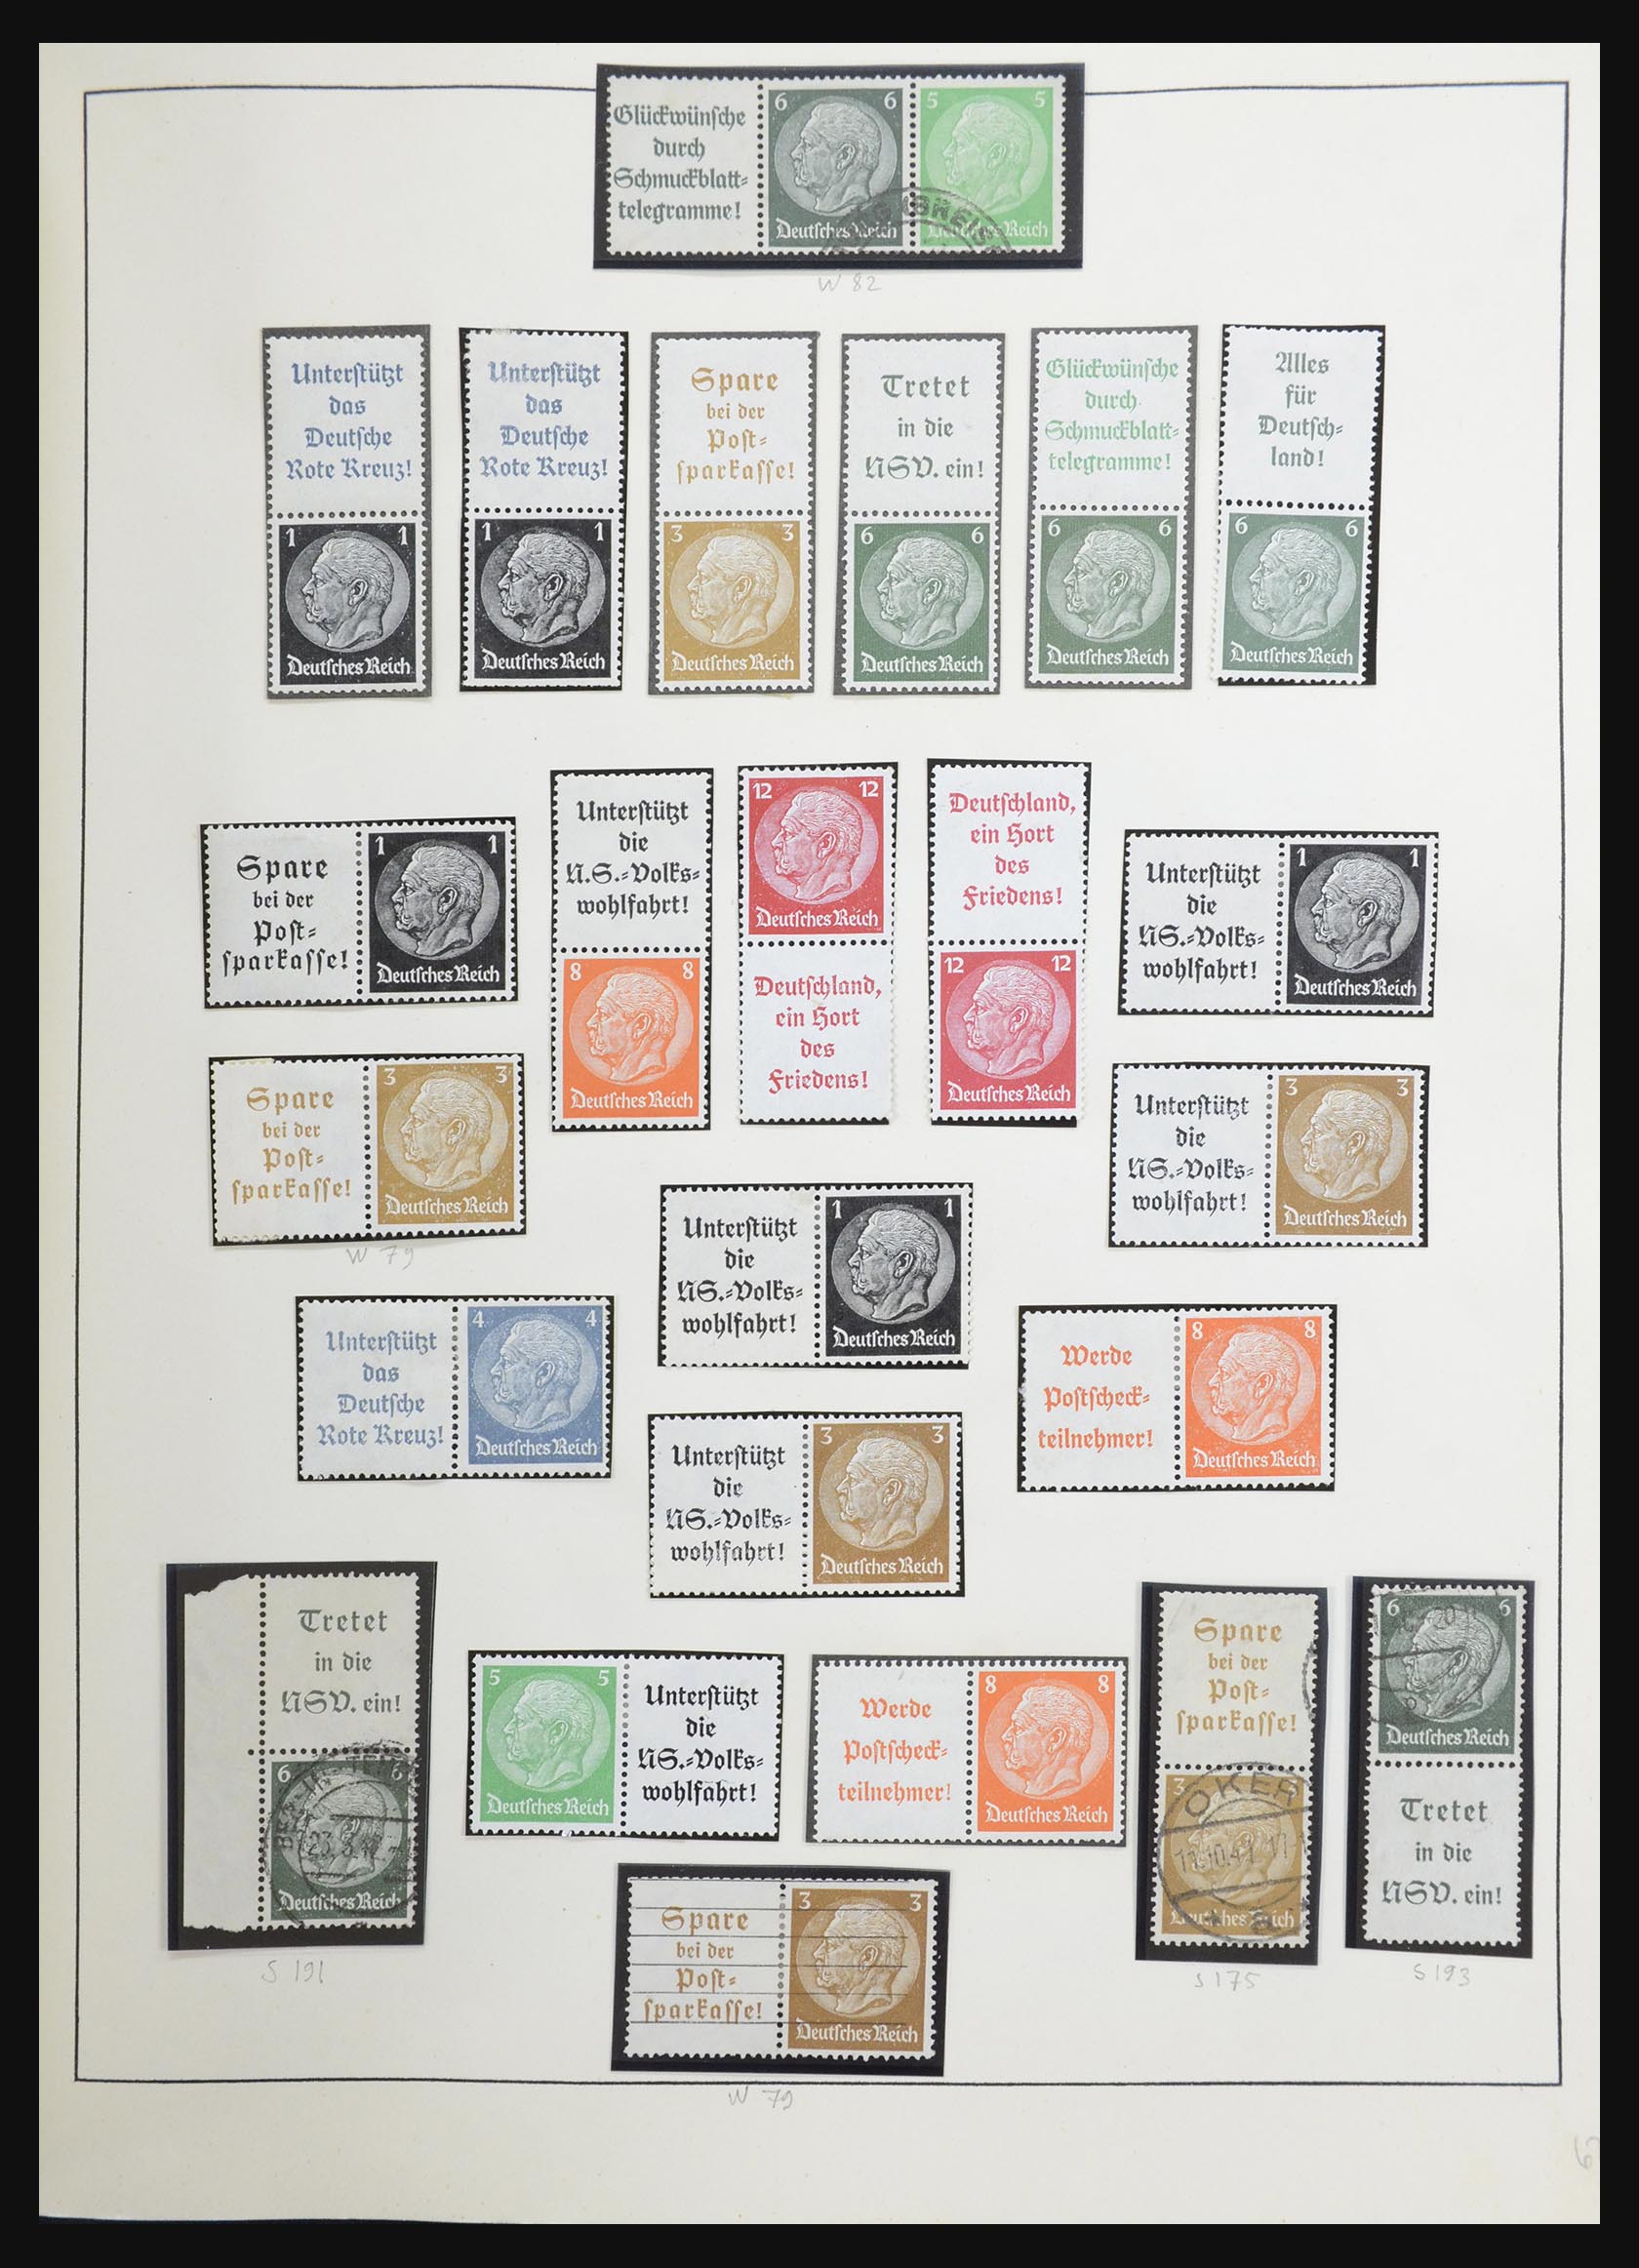 Glückwünsche
durch
Schmuckblatt=
telegramme!
6 6
Deutsches Reich
5 5
Deutsches Reich
W 82
Unterstützt
das
Deutsche
Rote Kreuz!
1 1
Deutsches Reich
Unterstützt
das
Deutsche
Rote Kreuz!
1 1
Deutsches Reich
Spare
bei der
Post=
sparkasse!
3 3
Deutsches Reich
Tretet
in die
NSV. ein!
6 6
Deutsches Reich
Glückwünsche
durch
Schmuckblatt=
telegramme!
6 6
Deutsches Reich
Alles
für
Deutsch=
land!
6 6
Deutsches Reich
Spare
bei der
Post=
sparkasse!
1 1
Deutsches Reich
Unterstützt
die
N.S.=Volks=
wohlfahrt!
8 8
Deutsches Reich
12 12
Deutsches Reich
Deutschland,
ein Hort
des
Friedens!
Deutschland,
ein Hort
des
Friedens!
12 12
Deutsches Reich
Unterstützt
die
NS.=Volks=
wohlfahrt!
1 1
Deutsches Reich
Spare
bei der
Post=
sparkasse!
3 3
Deutsches Reich
W 79
Unterstützt
die
NS.=Volks=
wohlfahrt!
3 3
Deutsches Reich
Unterstützt
die
NS.=Volks=
wohlfahrt!
1 1
Deutsches Reich
Unterstützt
das
Deutsche
Rote Kreuz!
4 4
Deutsches Reich
Werde
Postscheck=
teilnehmer!
8 8
Deutsches Reich
Unterstützt
die
NS.=Volks=
wohlfahrt!
3 3
Deutsches Reich
Tretet
in die
NSV. ein!
6 6
Deutsches Reich
S 191
5 5
Deutsches Reich
Unterstützt
die
NS.=Volks=
wohlfahrt!
Werde
Postscheck=
teilnehmer!
8 8
Deutsches Reich
Spare
bei der
Post=
sparkasse!
3
OKER
11.10.41
Deutsches Reich
S 175
6 6
Deutsches Reich
Tretet
in die
NSV. ein!
S 193
Spare
bei der
Post=
sparkasse!
3 3
Deutsches Reich
W 79